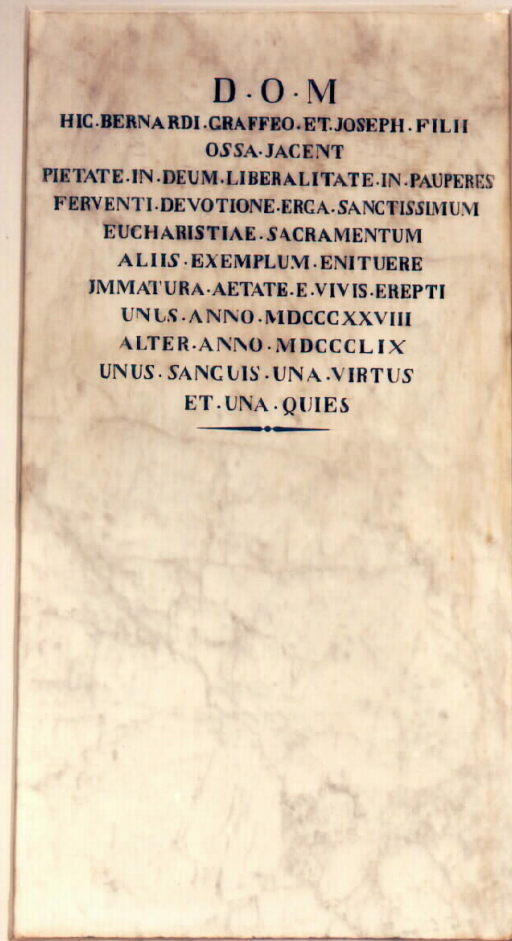 D·O·M
HIC·BERNARDI·GRAFFEO·ET·JOSEPH·FILII
OSSA·JACENT
PIETATE·IN·DEUM·LIBERALITATE·IN·PAUPERES
FERVENTI·DEVOTIONE·ERGA·SANCTISSIMUM
EUCHARISTIAE·SACRAMENTUM
ALIIS·EXEMPLUM·ENITUERE
JMMATURA·AETATE·E·VIVIS·EREPTI
UNUS·ANNO·MDCCCXXVIII
ALTER·ANNO·MDCCCLIX
UNUS·SANGUIS·UNA·VIRTUS
ET·UNA·QUIES